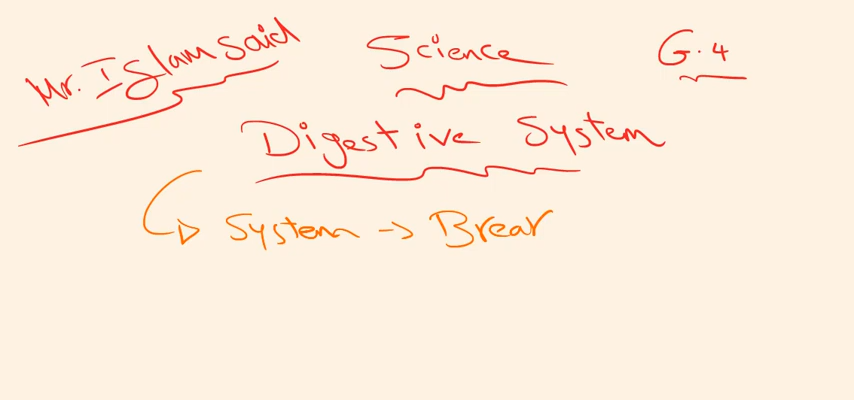 Mr. Islam Said Science G.4
Digestive System
System → Brear